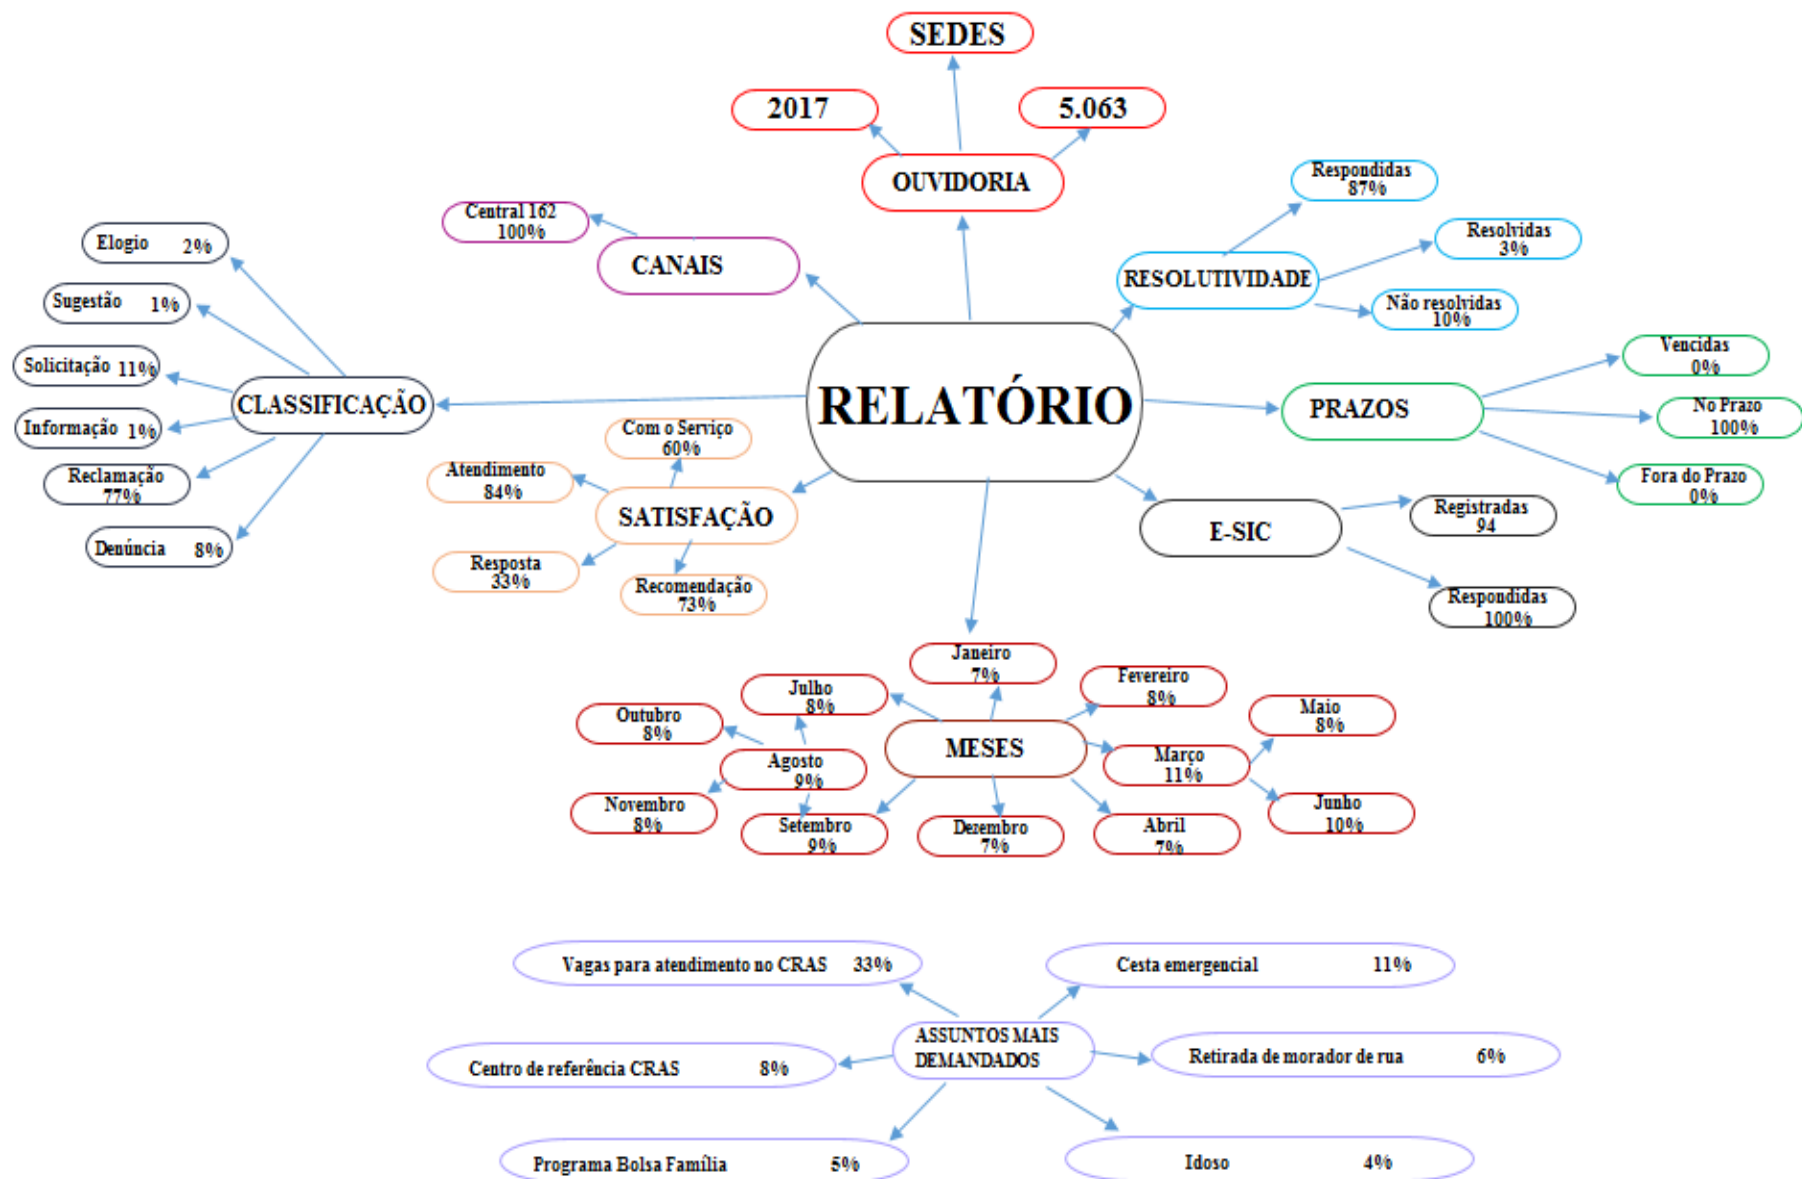 SEDES
2017
5.063
OUVIDORIA
Respondidas
87%
Central 162
100%
CANAIS
Resolvidas
3%
RESOLUTIVIDADE
Não resolvidas
10%
Elogio 2%
Sugestão 1%
Solicitação 11%
Informação 1%
Reclamação
77%
Denúncia 8%
CLASSIFICAÇÃO
RELATÓRIO
Vencidas
0%
PRAZOS
No Prazo
100%
Fora do Prazo
0%
Com o Serviço
60%
Atendimento
84%
SATISFAÇÃO
Resposta
33%
Recomendação
73%
E-SIC
Registradas
94
Respondidas
100%
Janeiro
7%
Fevereiro
8%
Julho
8%
Outubro
8%
Maio
8%
MESES
Março
11%
Agosto
9%
Novembro
8%
Setembro
9%
Dezembro
7%
Abril
7%
Junho
10%
Vagas para atendimento no CRAS 33%
Cesta emergencial 11%
ASSUNTOS MAIS
DEMANDADOS
Centro de referência CRAS 8%
Retirada de morador de rua 6%
Programa Bolsa Família 5%
Idoso 4%